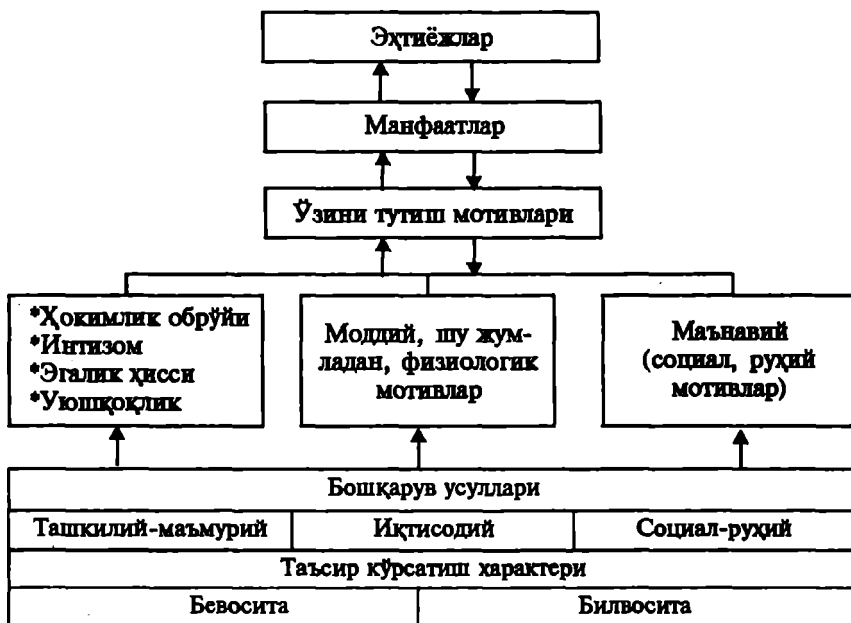 Эҳтиёжлар
Манфаатлар
Ўзини тутиш мотивлари
*Ҳокимлик обрўйи
*Интизом
*Эгалик ҳисси
*Уюшқоқлик
Моддий, шу жум-
ладан, физиологик
мотивлар
Маънавий
(социал, руҳий
мотивлар)
Бошқарув усуллари
Ташкилий-маъмурий
Иқтисодий
Социал-руҳий
Таъсир кўрсатиш характери
Бевосита
Билвосита